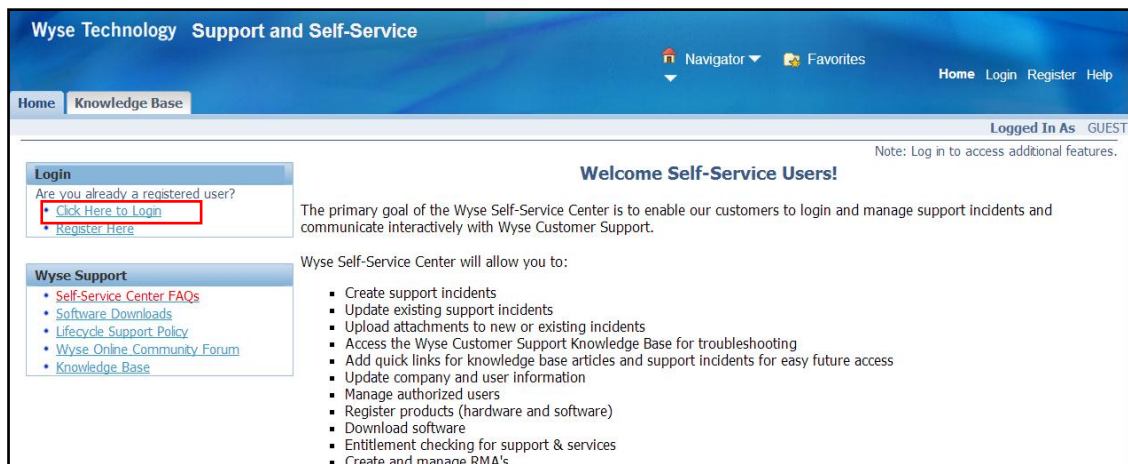 Wyse Technology Support and Self-Service
Navigator Favorites
Home Login Register Help
Home Knowledge Base
Logged In As GUEST
Note: Log in to access additional features.
Login
Are you already a registered user?
Click Here to Login
Register Here
Wyse Support
Self-Service Center FAQs
Software Downloads
Lifecycle Support Policy
Wyse Online Community Forum
Knowledge Base
Welcome Self-Service Users!
The primary goal of the Wyse Self-Service Center is to enable our customers to login and manage support incidents and
communicate interactively with Wyse Customer Support.
Wyse Self-Service Center will allow you to:
Create support incidents
Update existing support incidents
Upload attachments to new or existing incidents
Access the Wyse Customer Support Knowledge Base for troubleshooting
Add quick links for knowledge base articles and support incidents for easy future access
Update company and user information
Manage authorized users
Register products (hardware and software)
Download software
Entitlement checking for support & services
Create and manage RMA's